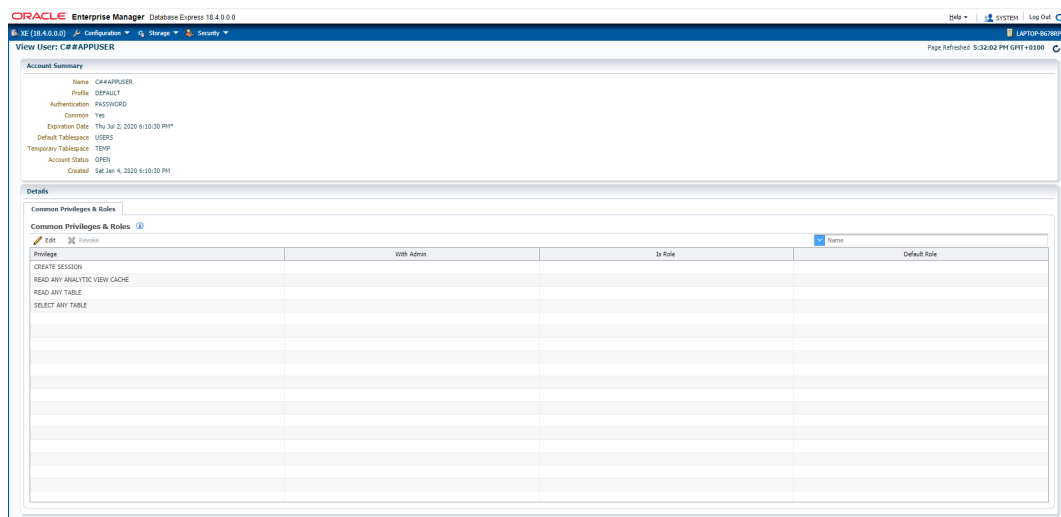 ORACLE Enterprise Manager Database Express 18.4.0.0.0
Help SYSTEM Log Out
XE (18.4.0.0.0) Configuration Storage Security LAPTOP-B678RP
View User: C##APPUSER Page Refreshed 5:32:02 PM GMT+0100
Account Summary
Name C##APPUSER
Profile DEFAULT
Authentication PASSWORD
Common Yes
Expiration Date Thu Jul 2, 2020 6:10:30 PM*
Default Tablespace USERS
Temporary Tablespace TEMP
Account Status OPEN
Created Sat Jan 4, 2020 6:10:30 PM
Details
Common Privileges & Roles
Common Privileges & Roles
Edit Revoke Name
Privilege With Admin Is Role Default Role
CREATE SESSION
READ ANY ANALYTIC VIEW CACHE
READ ANY TABLE
SELECT ANY TABLE